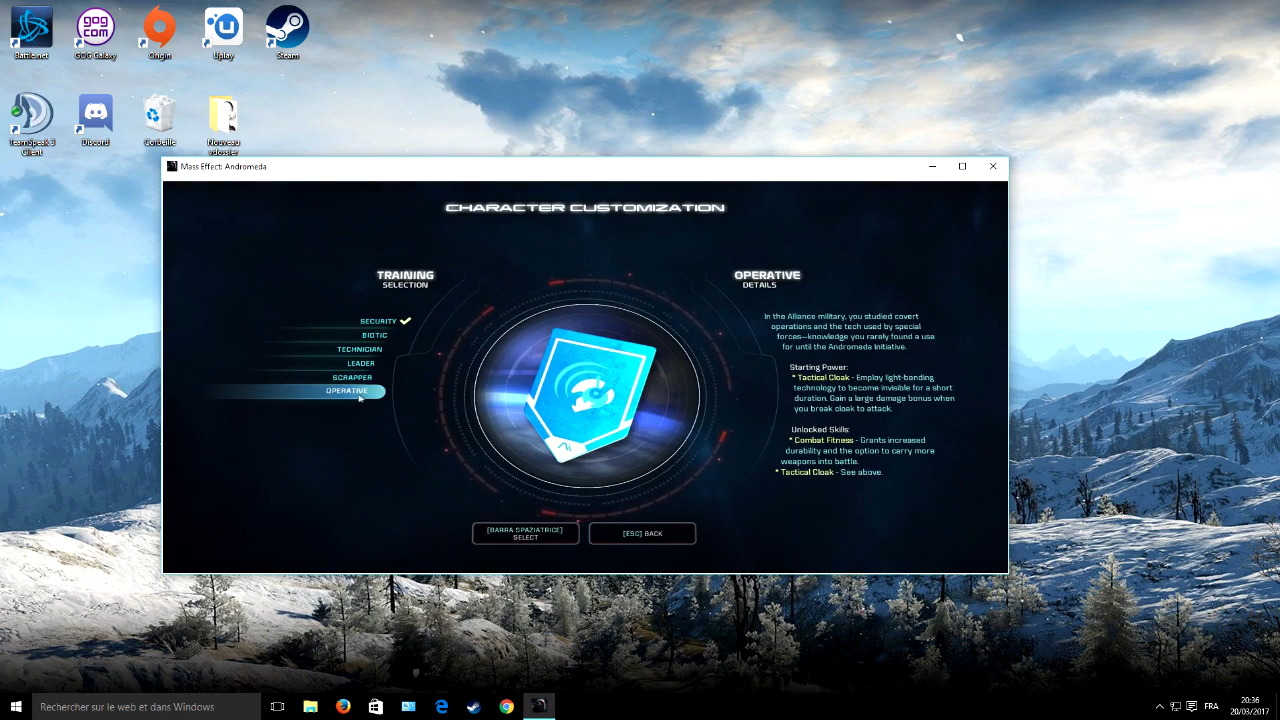 gog
com
Battle.net
GOG Galaxy
Origin
Uplay
Steam
TeamSpeak 3
Client
Discord
Corbeille
Nouveau
dossier
Mass Effect: Andromeda
CHARACTER CUSTOMIZATION
TRAINING
SELECTION
SECURITY
BIOTIC
TECHNICIAN
LEADER
SCRAPPER
OPERATIVE
OPERATIVE
DETAILS
In the Alliance military, you studied covert
operations and the tech used by special
forces—knowledge you rarely found a use
for until the Andromeda Initiative.
Starting Power:
* Tactical Cloak - Employ light-bending
technology to become invisible for a short
duration. Gain a large damage bonus when
you break cloak to attack.
Unlocked Skills:
* Combat Fitness - Grants increased
durability and the option to carry more
weapons into battle.
* Tactical Cloak - See above.
[BARRA SPAZIATRICE]
SELECT
[ESC] BACK
Rechercher sur le web et dans Windows
FRA
20:36
20/03/2017